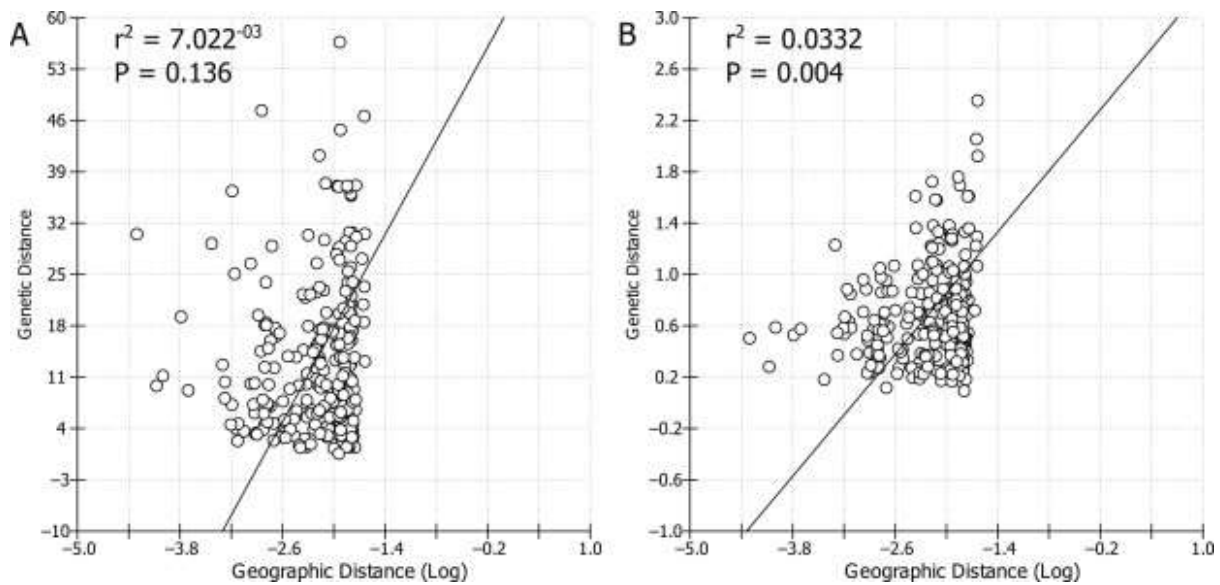 A
r² = 7.022⁻⁰³
P = 0.136
60
53
46
39
32
25
18
11
4
−3
−10
Genetic Distance
−5.0 −3.8 −2.6 −1.4 −0.2 1.0
Geographic Distance (Log)
B
r² = 0.0332
P = 0.004
3.0
2.6
2.2
1.8
1.4
1.0
0.6
0.2
−0.2
−0.6
−1.0
Genetic Distance
−5.0 −3.8 −2.6 −1.4 −0.2 1.0
Geographic Distance (Log)